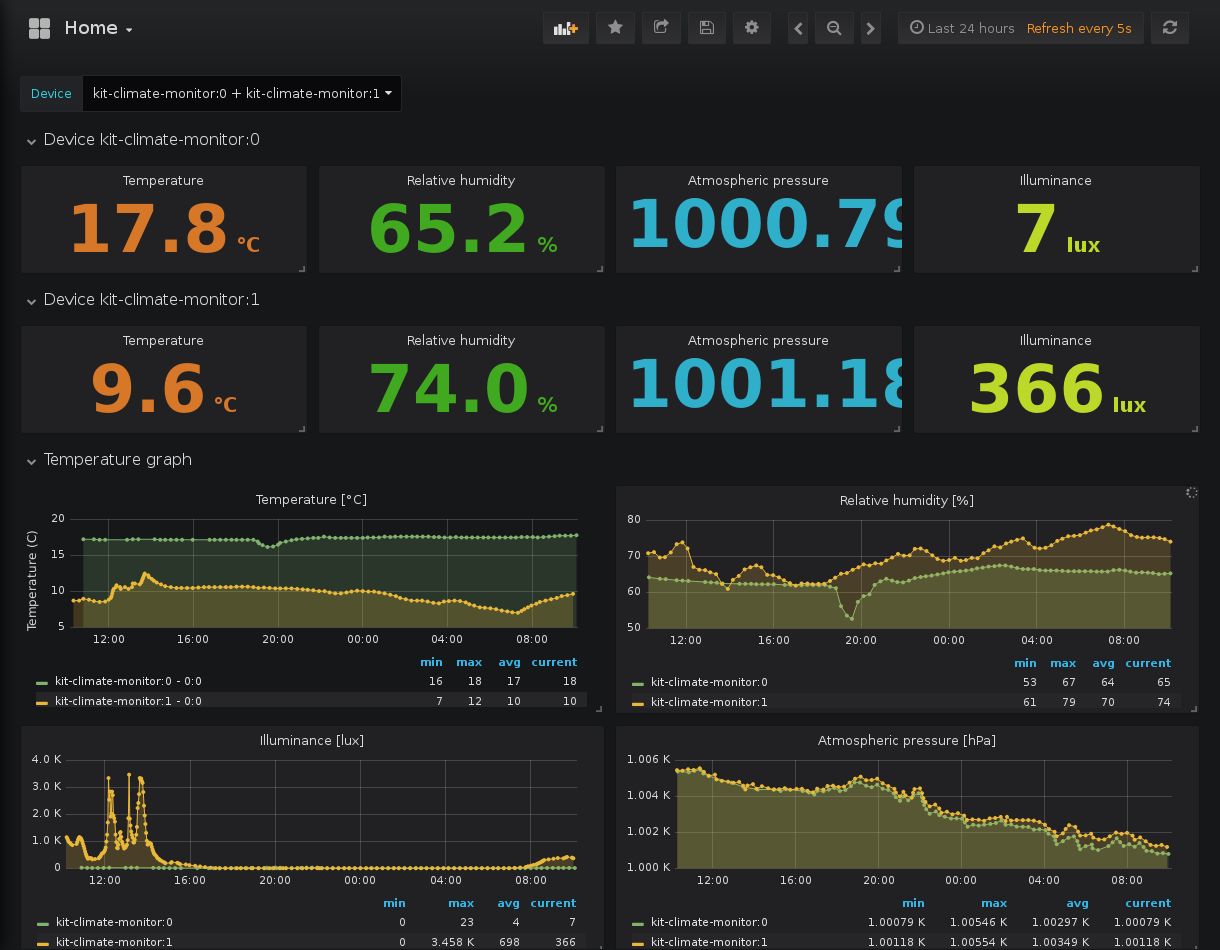 Home
Last 24 hours Refresh every 5s
Device kit-climate-monitor:0 + kit-climate-monitor:1
Device kit-climate-monitor:0
Temperature Relative humidity Atmospheric pressure Illuminance
17.8 °C 65.2 % 1000.79 7 lux
Device kit-climate-monitor:1
Temperature Relative humidity Atmospheric pressure Illuminance
9.6 °C 74.0 % 1001.18 366 lux
Temperature graph
Temperature [°C]
Temperature (C)
20
15
10
5
12:00 16:00 20:00 00:00 04:00 08:00
min max avg current
kit-climate-monitor:0 - 0:0 16 18 17 18
kit-climate-monitor:1 - 0:0 7 12 10 10
Relative humidity [%]
80
70
60
50
12:00 16:00 20:00 00:00 04:00 08:00
min max avg current
kit-climate-monitor:0 53 67 64 65
kit-climate-monitor:1 61 79 70 74
Illuminance [lux]
4.0 K
3.0 K
2.0 K
1.0 K
0
12:00 16:00 20:00 00:00 04:00 08:00
min max avg current
kit-climate-monitor:0 0 23 4 7
kit-climate-monitor:1 0 3.458 K 698 366
Atmospheric pressure [hPa]
1.006 K
1.004 K
1.002 K
1.000 K
12:00 16:00 20:00 00:00 04:00 08:00
min max avg current
kit-climate-monitor:0 1.00079 K 1.00546 K 1.00297 K 1.00079 K
kit-climate-monitor:1 1.00118 K 1.00554 K 1.00349 K 1.00118 K